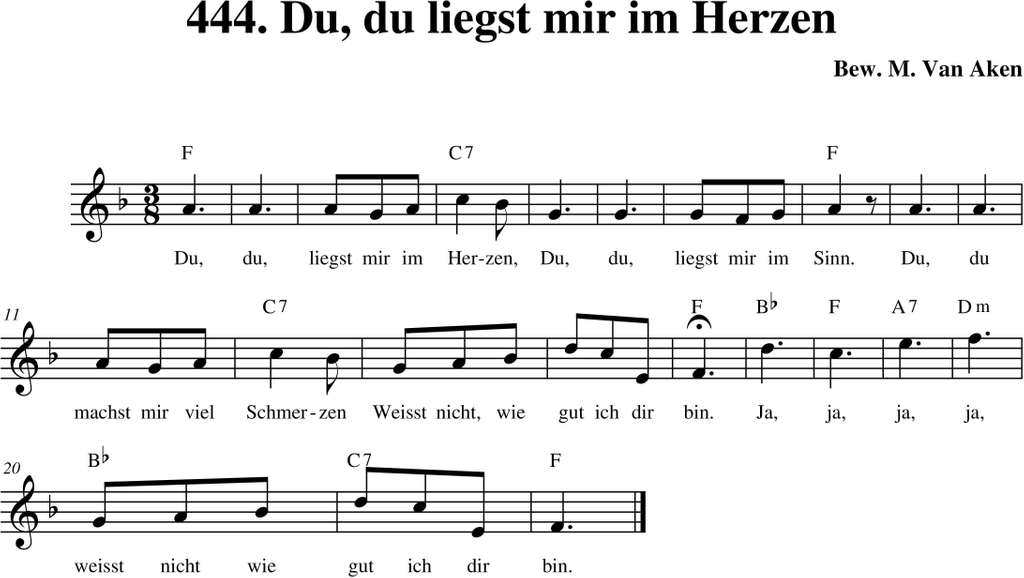 444. Du, du liegst mir im Herzen
Bew. M. Van Aken
F C7 F
3
8
Du, du, liegst mir im Her-zen, Du, du, liegst mir im Sinn. Du, du
11
C7 F B♭ F A7 Dm
machst mir viel Schmer-zen Weisst nicht, wie gut ich dir bin. Ja, ja, ja, ja,
20
B♭ C7 F
weisst nicht wie gut ich dir bin.